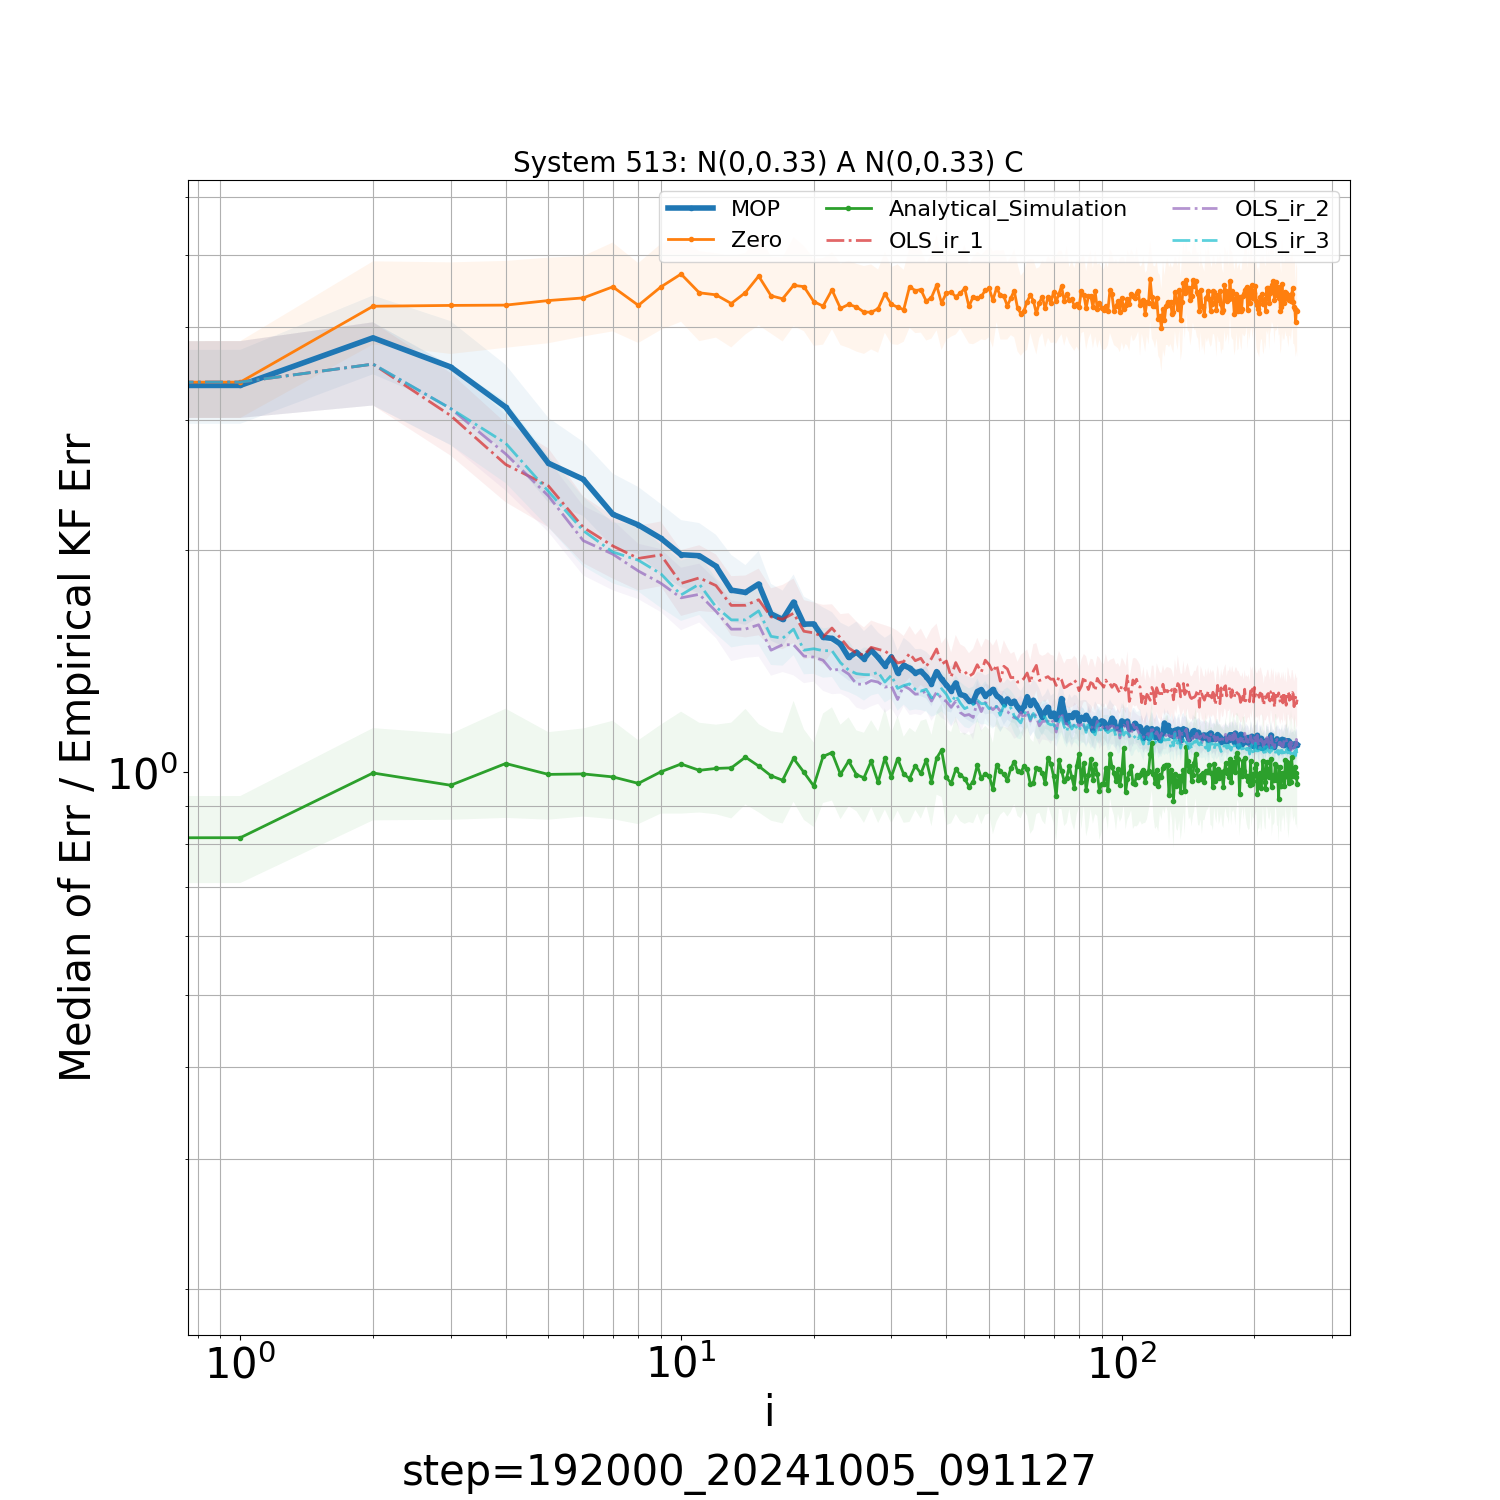 System 513: N(0,0.33) A N(0,0.33) C
MOP
Zero
Analytical_Simulation
OLS_ir_1
OLS_ir_2
OLS_ir_3
Median of Err / Empirical KF Err
10⁰
10⁰
10¹
10²
i
step=192000_20241005_091127